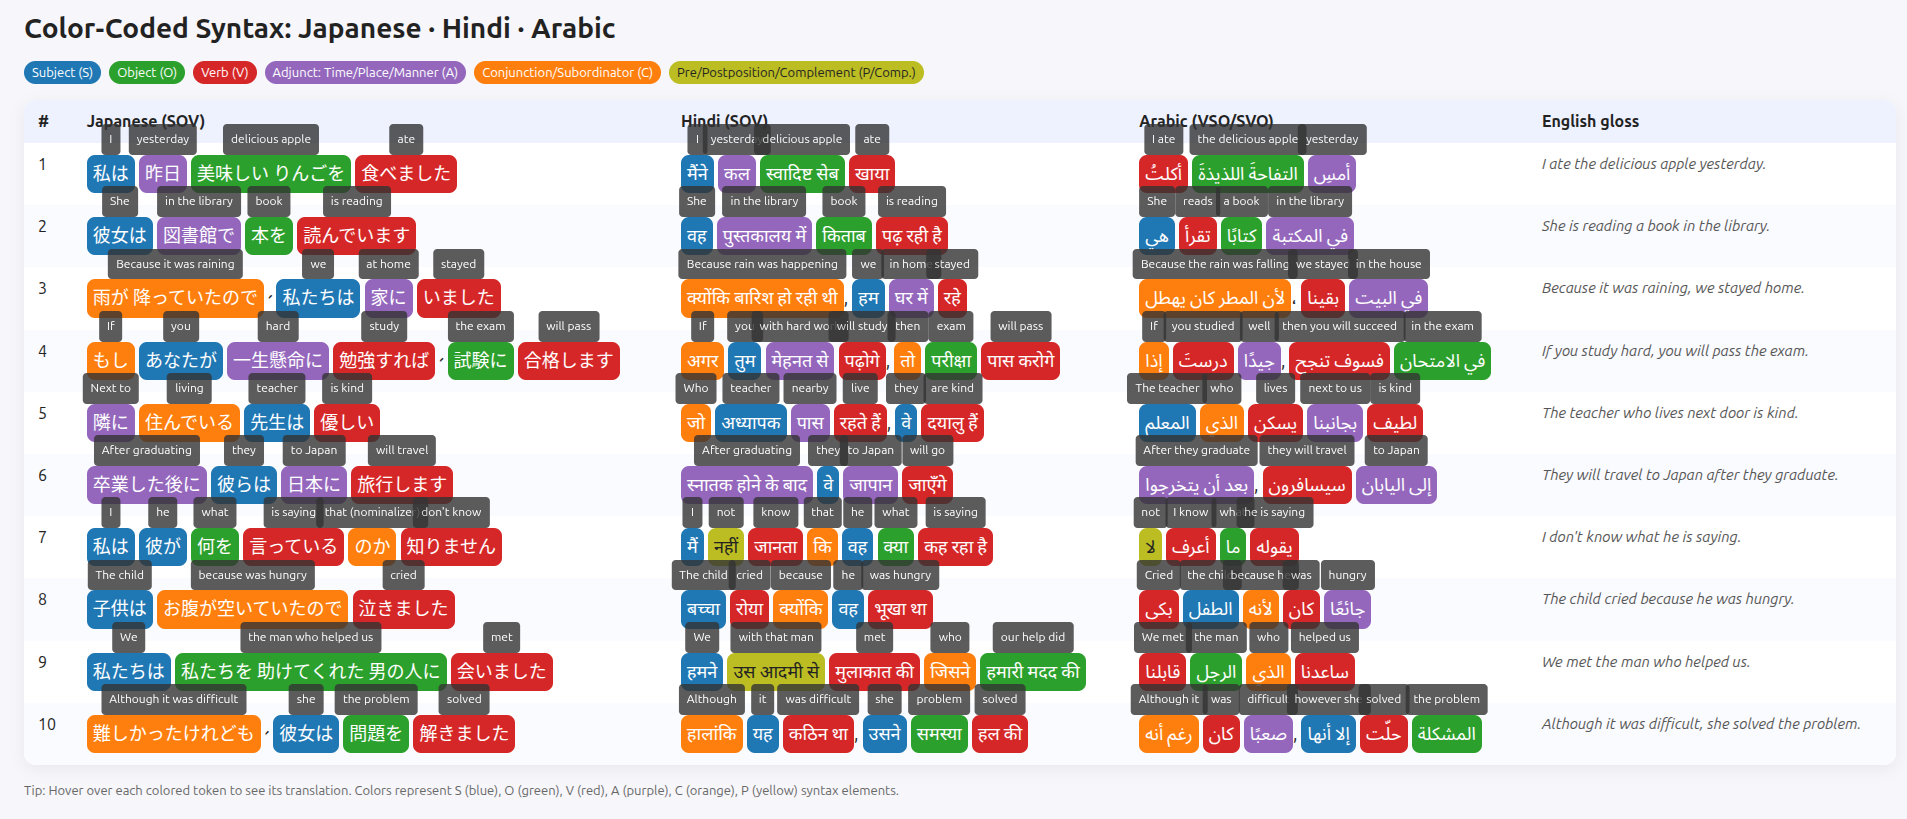 Color-Coded Syntax: Japanese · Hindi · Arabic
Subject (S) Object (O) Verb (V) Adjunct: Time/Place/Manner (A) Conjunction/Subordinator (C) Pre/Postposition/Complement (P/Comp.)
# Japanese (SOV) Hindi (SOV) Arabic (VSO/SVO) English gloss
I yesterday delicious apple ate I yesterday delicious apple ate I ate the delicious apple yesterday
1 私は 昨日 美味しい りんごを 食べました मैंने कल स्वादिष्ट सेब खाया أكلتُ التفاحةَ اللذيذةَ أمسِ I ate the delicious apple yesterday.
She in the library book is reading She in the library book is reading She reads a book in the library
2 彼女は 図書館で 本を 読んでいます वह पुस्तकालय में किताब पढ़ रही है هي تقرأ كتابًا في المكتبة She is reading a book in the library.
Because it was raining we at home stayed Because rain was happening we in home stayed Because the rain was falling we stayed in the house
3 雨が 降っていたので、私たちは 家に いました क्योंकि बारिश हो रही थी, हम घर में रहे لأن المطر كان يهطل، بقينا في البيت Because it was raining, we stayed home.
If you hard study the exam will pass If you with hard wo will study then exam will pass If you studied well then you will succeed in the exam
4 もし あなたが 一生懸命に 勉強すれば、試験に 合格します अगर तुम मेहनत से पढ़ोगे, तो परीक्षा पास करोगे إذا درستَ جيدًا, فسوف تنجح في الامتحان If you study hard, you will pass the exam.
Next to living teacher is kind Who teacher nearby live they are kind The teacher who lives next to us is kind
5 隣に 住んでいる 先生は 優しい जो अध्यापक पास रहते हैं, वे दयालु हैं المعلم الذي يسكن بجانبنا لطيف The teacher who lives next door is kind.
After graduating they to Japan will travel After graduating they to Japan will go After they graduate they will travel to Japan
6 卒業した後に 彼らは 日本に 旅行します स्नातक होने के बाद वे जापान जाएँगे بعد أن يتخرجوا, سيسافرون إلى اليابان They will travel to Japan after they graduate.
I he what is saying that (nominalizer) don't know I not know that he what is saying not I know what he is saying
7 私は 彼が 何を 言っている のか 知りません मैं नहीं जानता कि वह क्या कह रहा है لا أعرف ما يقوله I don't know what he is saying.
The child because was hungry cried The child cried because he was hungry Cried the chi because he was hungry
8 子供は お腹が空いていたので 泣きました बच्चा रोया क्योंकि वह भूखा था بكى الطفل لأنه كان جائعًا The child cried because he was hungry.
We the man who helped us met We with that man met who our help did We met the man who helped us
9 私たちは 私たちを 助けてくれた 男の人に 会いました हमने उस आदमी से मुलाकात की जिसने हमारी मदद की قابلنا الرجل الذي ساعدنا We met the man who helped us.
Although it was difficult she the problem solved Although it was difficult she problem solved Although it was difficult however she solved the problem
10 難しかったけれども、彼女は 問題を 解きました हालांकि यह कठिन था, उसने समस्या हल की رغم أنه كان صعبًا, إلا أنها حلّت المشكلة Although it was difficult, she solved the problem.
Tip: Hover over each colored token to see its translation. Colors represent S (blue), O (green), V (red), A (purple), C (orange), P (yellow) syntax elements.